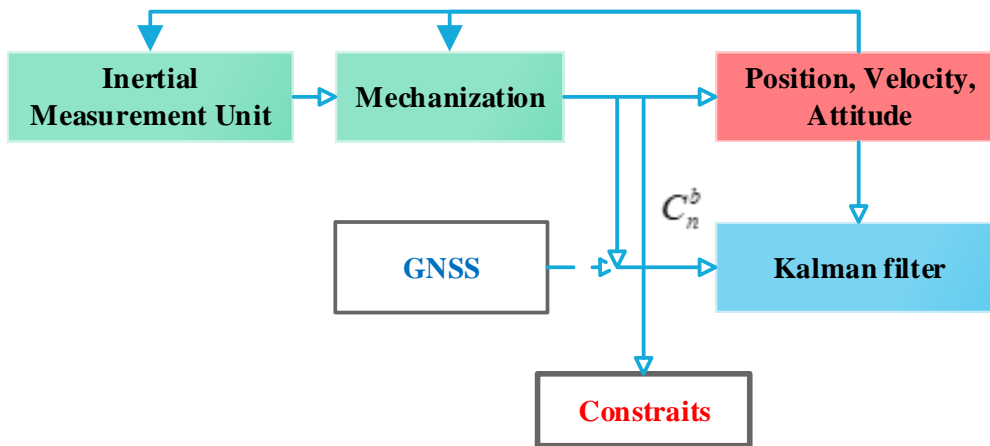 Inertial
Measurement Unit
Mechanization
Position, Velocity,
Attitude
C_n^b
GNSS
Kalman filter
Constraits